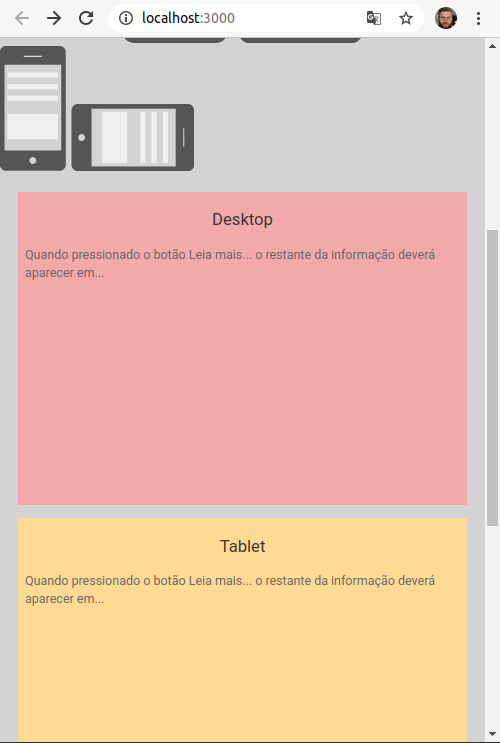 localhost:3000
Desktop
Quando pressionado o botão Leia mais... o restante da informação deverá
aparecer em...
Tablet
Quando pressionado o botão Leia mais... o restante da informação deverá
aparecer em...